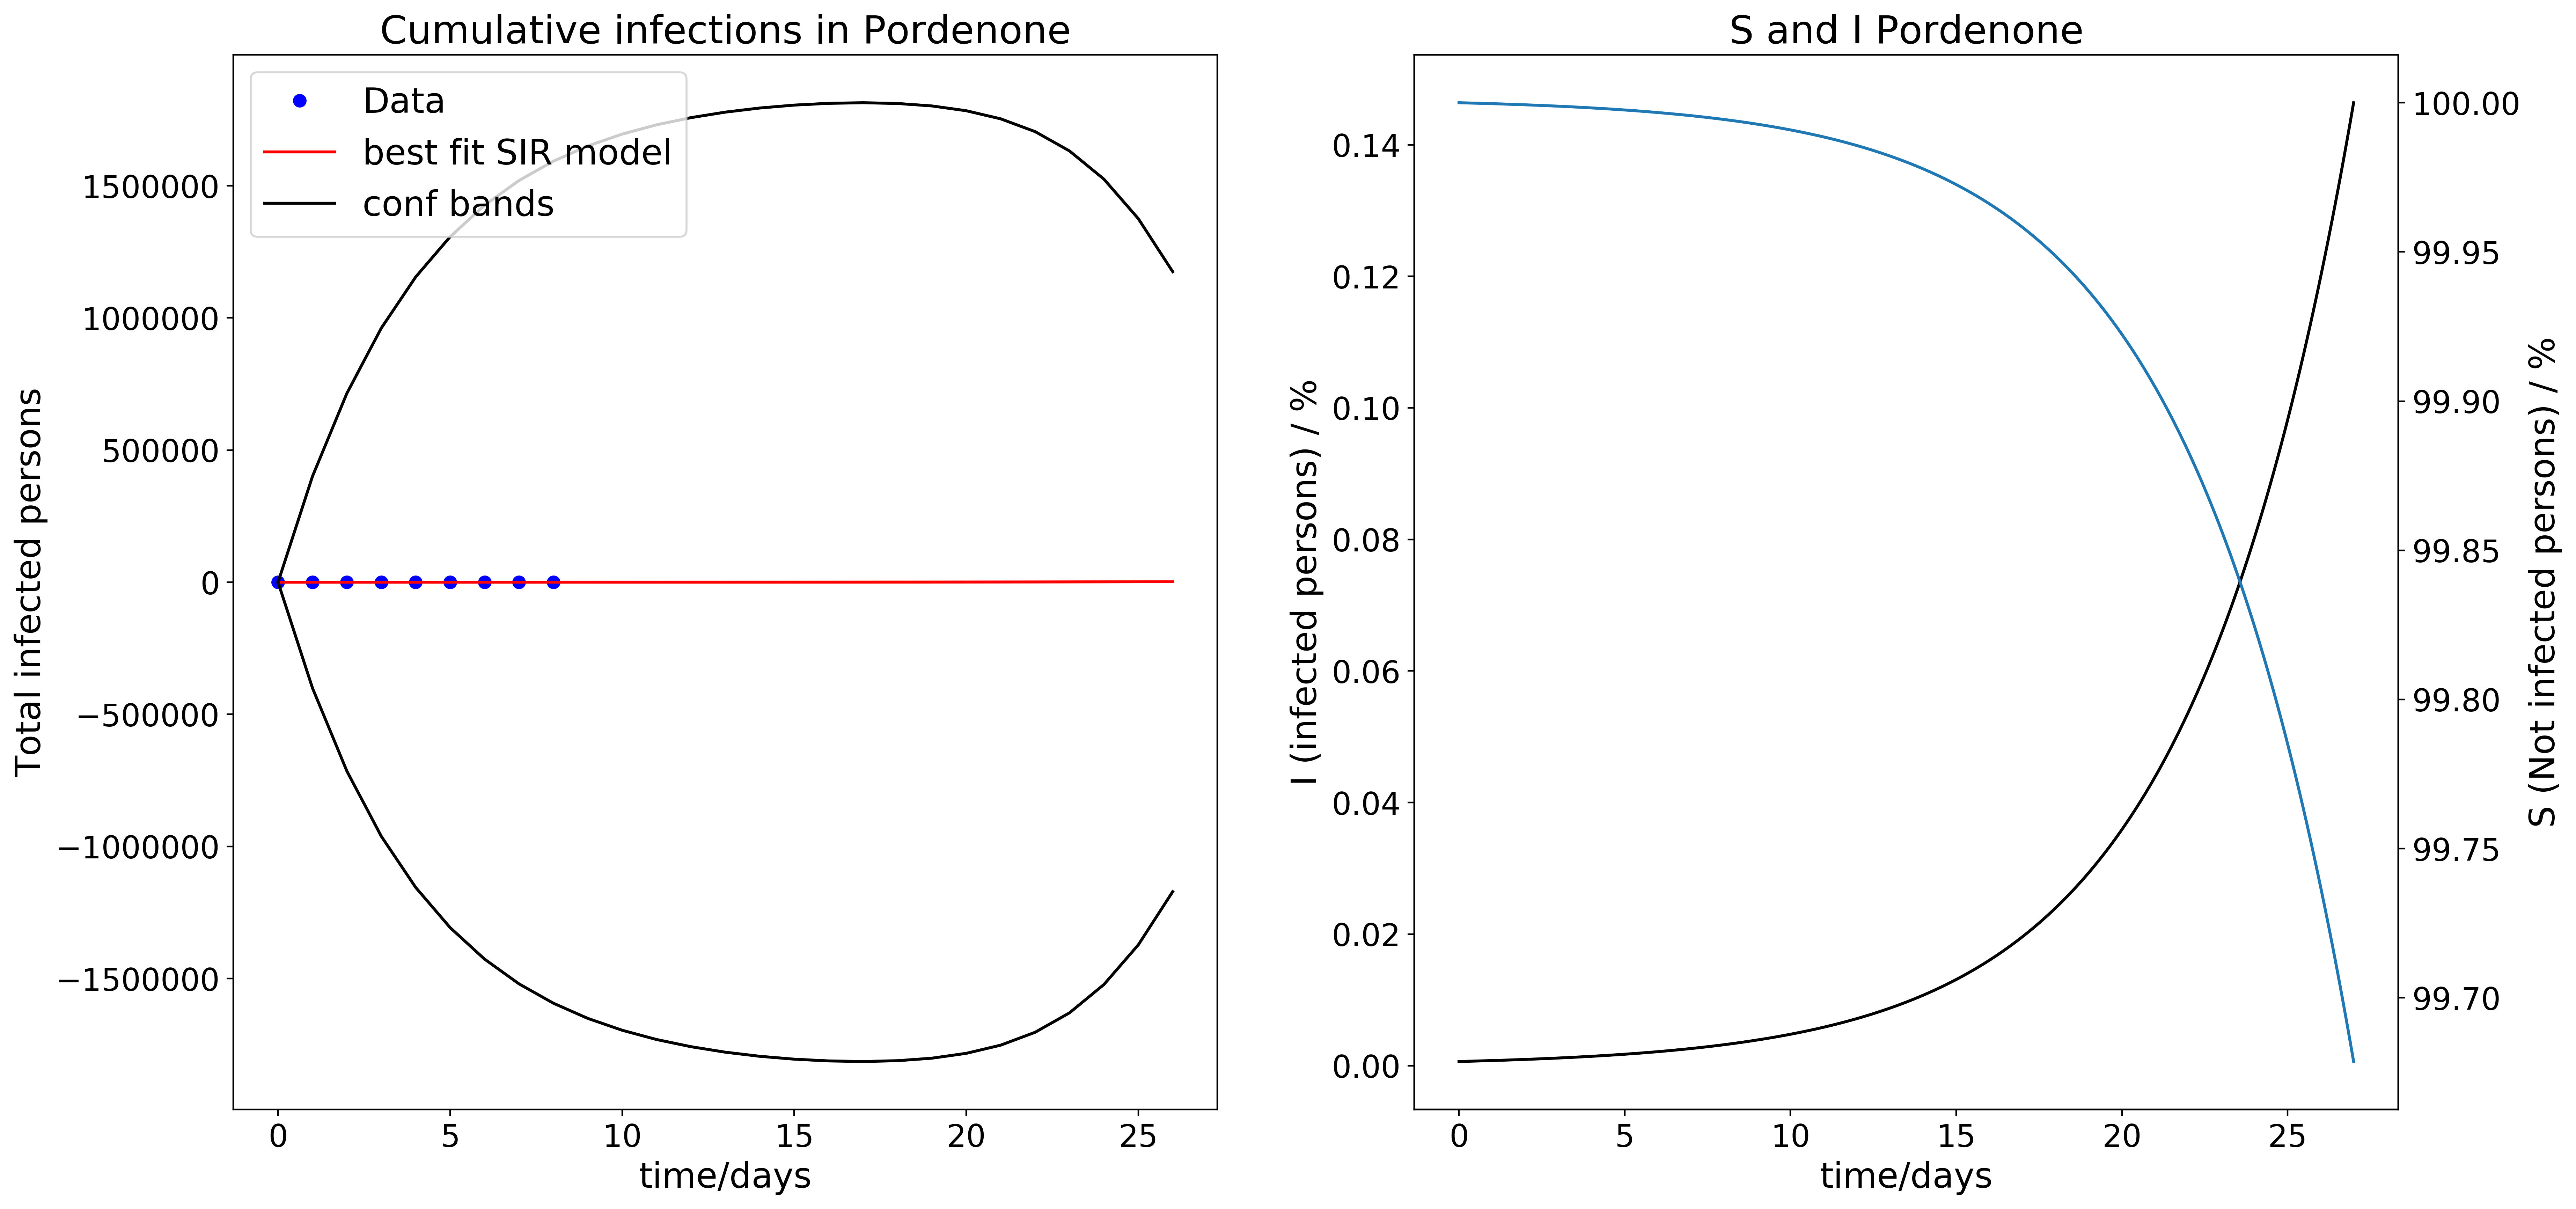 Cumulative infections in Pordenone
Data
best fit SIR model
conf bands
Total infected persons
1500000
1000000
500000
0
−500000
−1000000
−1500000
0 5 10 15 20 25
time/days
S and I Pordenone
I (infected persons) / %
0.14
0.12
0.10
0.08
0.06
0.04
0.02
0.00
0 5 10 15 20 25
time/days
100.00
99.95
99.90
99.85
99.80
99.75
99.70
S (Not infected persons) / %